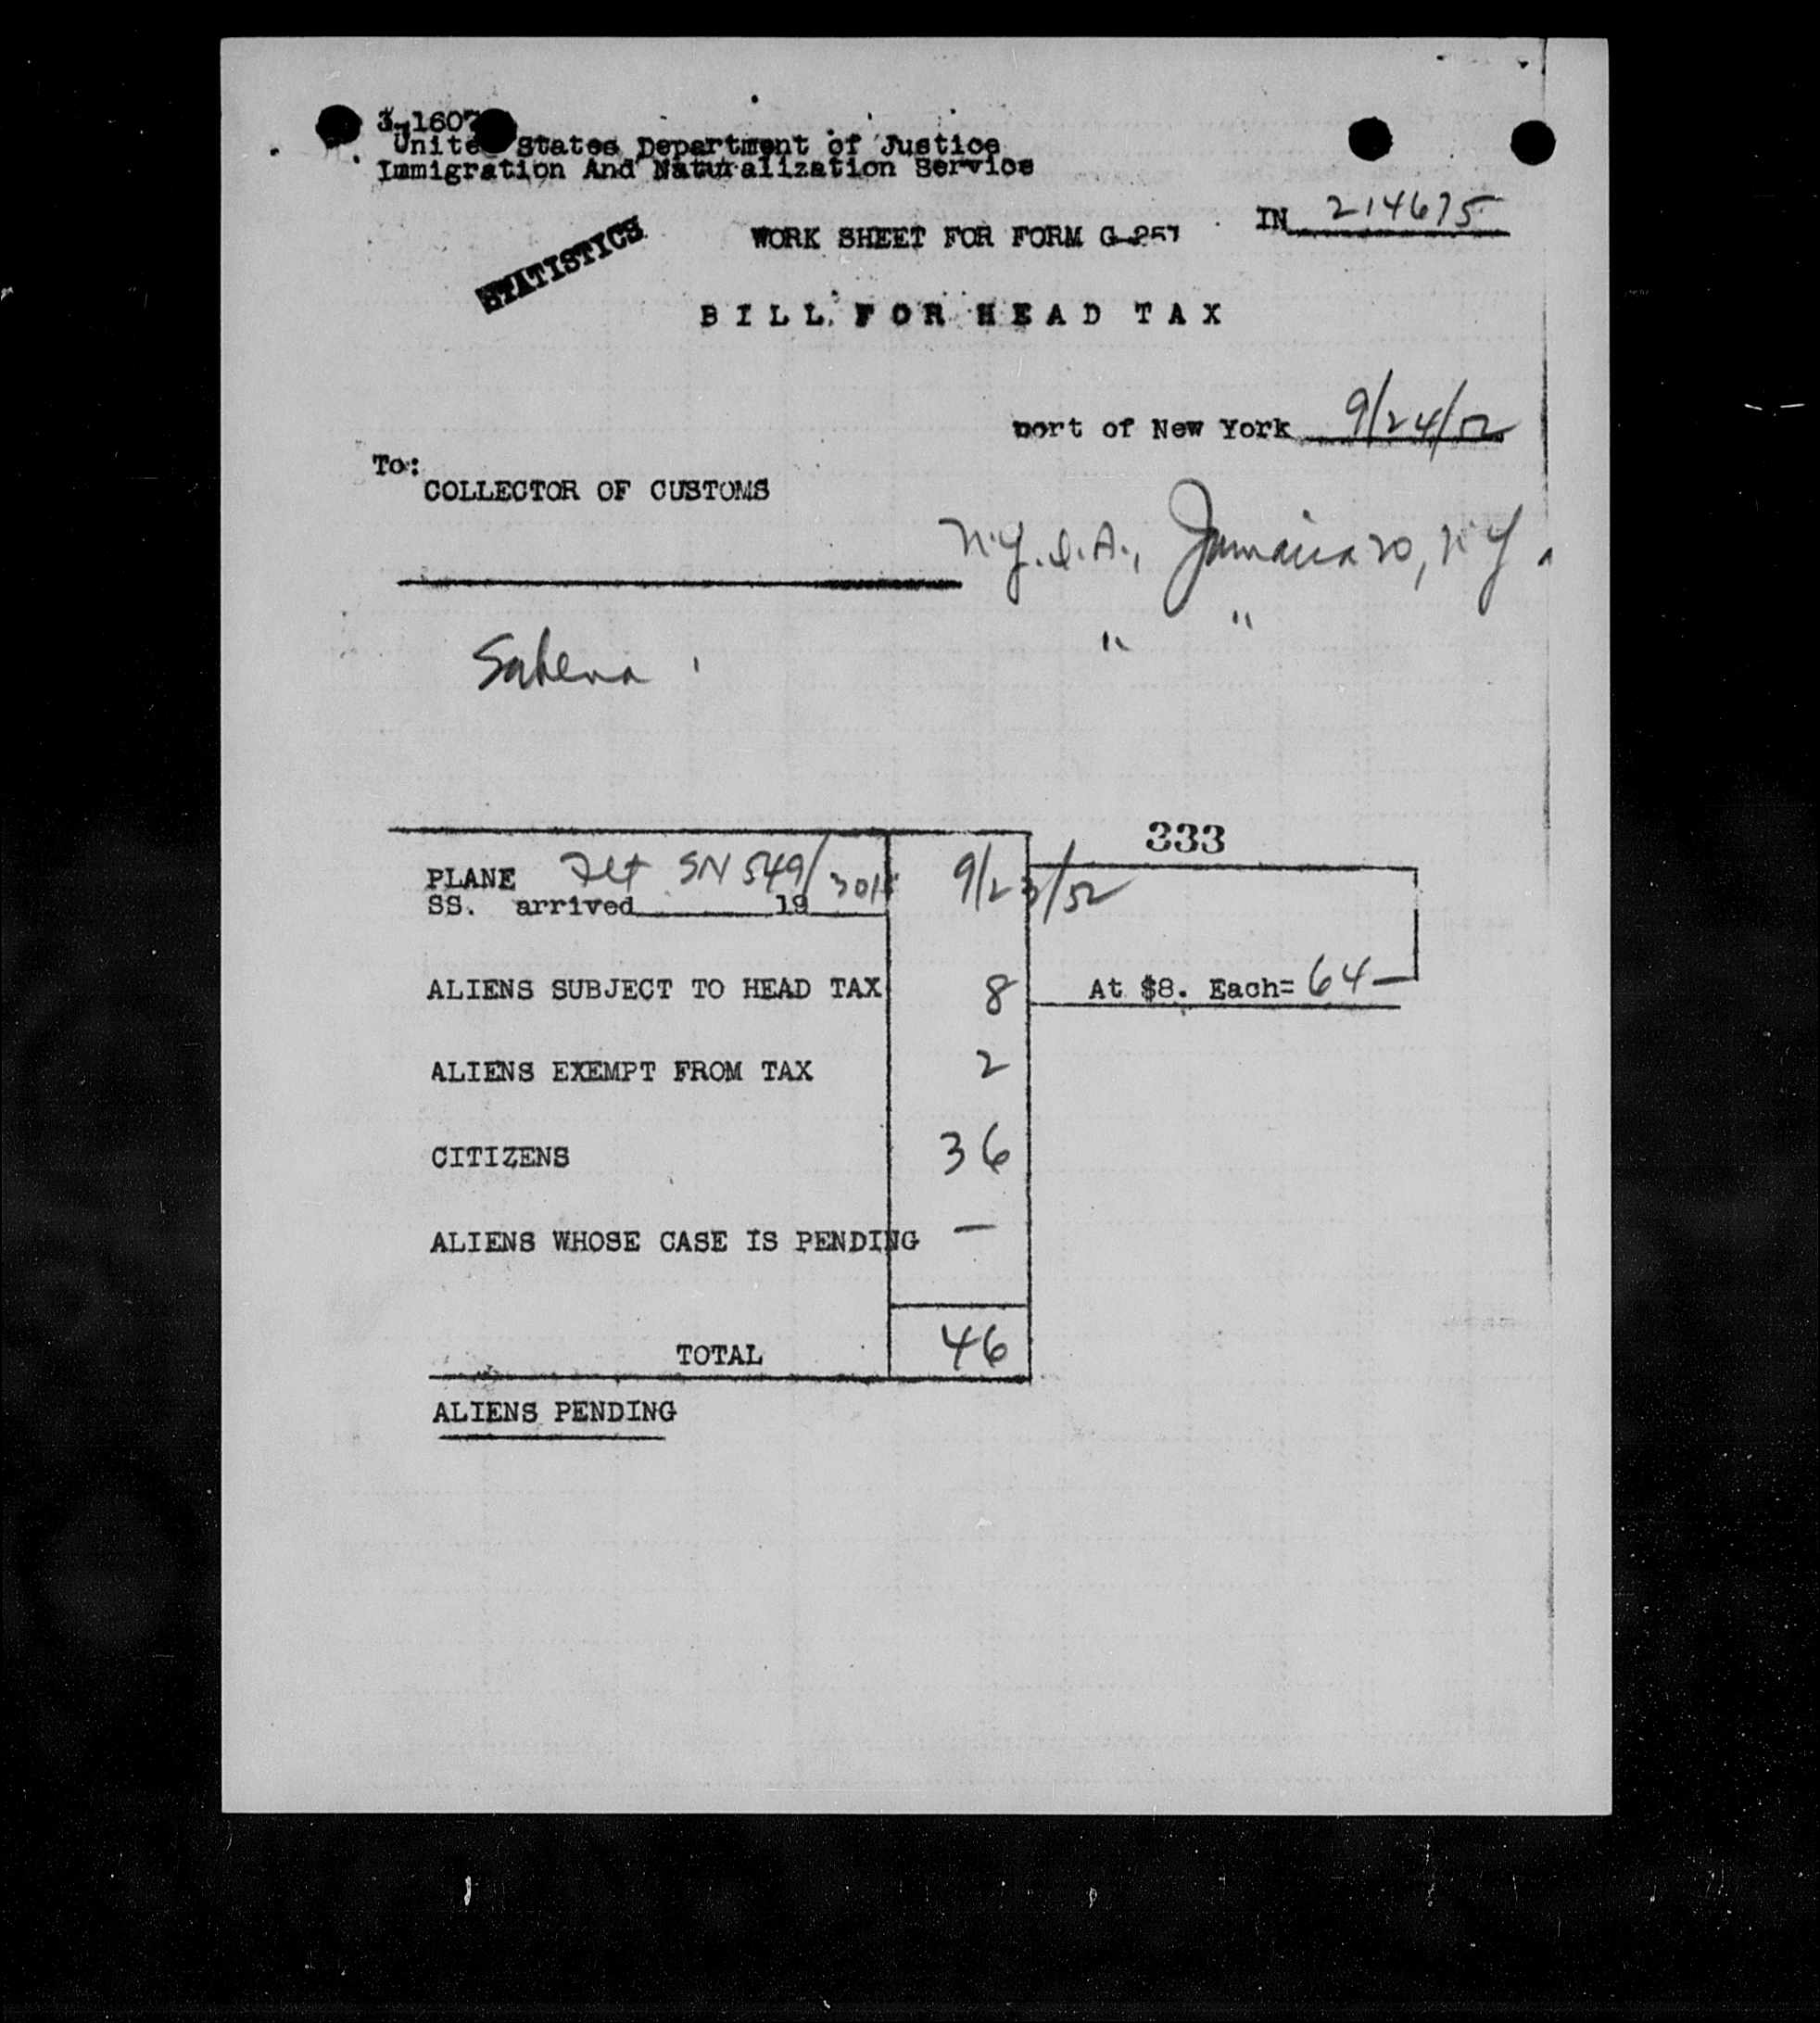 3-1607
United States Department of Justice
Immigration And Naturalization Service
STATISTICS
WORK SHEET FOR FORM G-257
IN 214675
BILL FOR HEAD TAX
port of New York 9/24/52
To:
COLLECTOR OF CUSTOMS
N.Y.I.A., Jamaica 30, N.Y.
" "
Sabena
333
PLANE Flt SN 549/ 9/23/52
SS. arrived 19
ALIENS SUBJECT TO HEAD TAX 8 At $8. Each= 64—
ALIENS EXEMPT FROM TAX 2
CITIZENS 36
ALIENS WHOSE CASE IS PENDING —
TOTAL 46
ALIENS PENDING